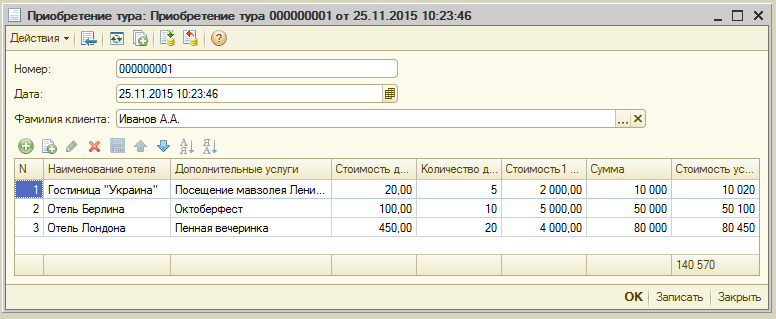 Приобретение тура: Приобретение тура 000000001 от 25.11.2015 10:23:46
Действия
Номер: 000000001
Дата: 25.11.2015 10:23:46
Фамилия клиента: Иванов А.А.
N Наименование отеля Дополнительные услуги Стоимость д... Количество д... Стоимость1 ... Сумма Стоимость ус...
1 Гостиница "Украина" Посещение мавзолея Лени... 20,00 5 2 000,00 10 000 10 020
2 Отель Берлина Октоберфест 100,00 10 5 000,00 50 000 50 100
3 Отель Лондона Пенная вечеринка 450,00 20 4 000,00 80 000 80 450
140 570
OK Записать Закрыть